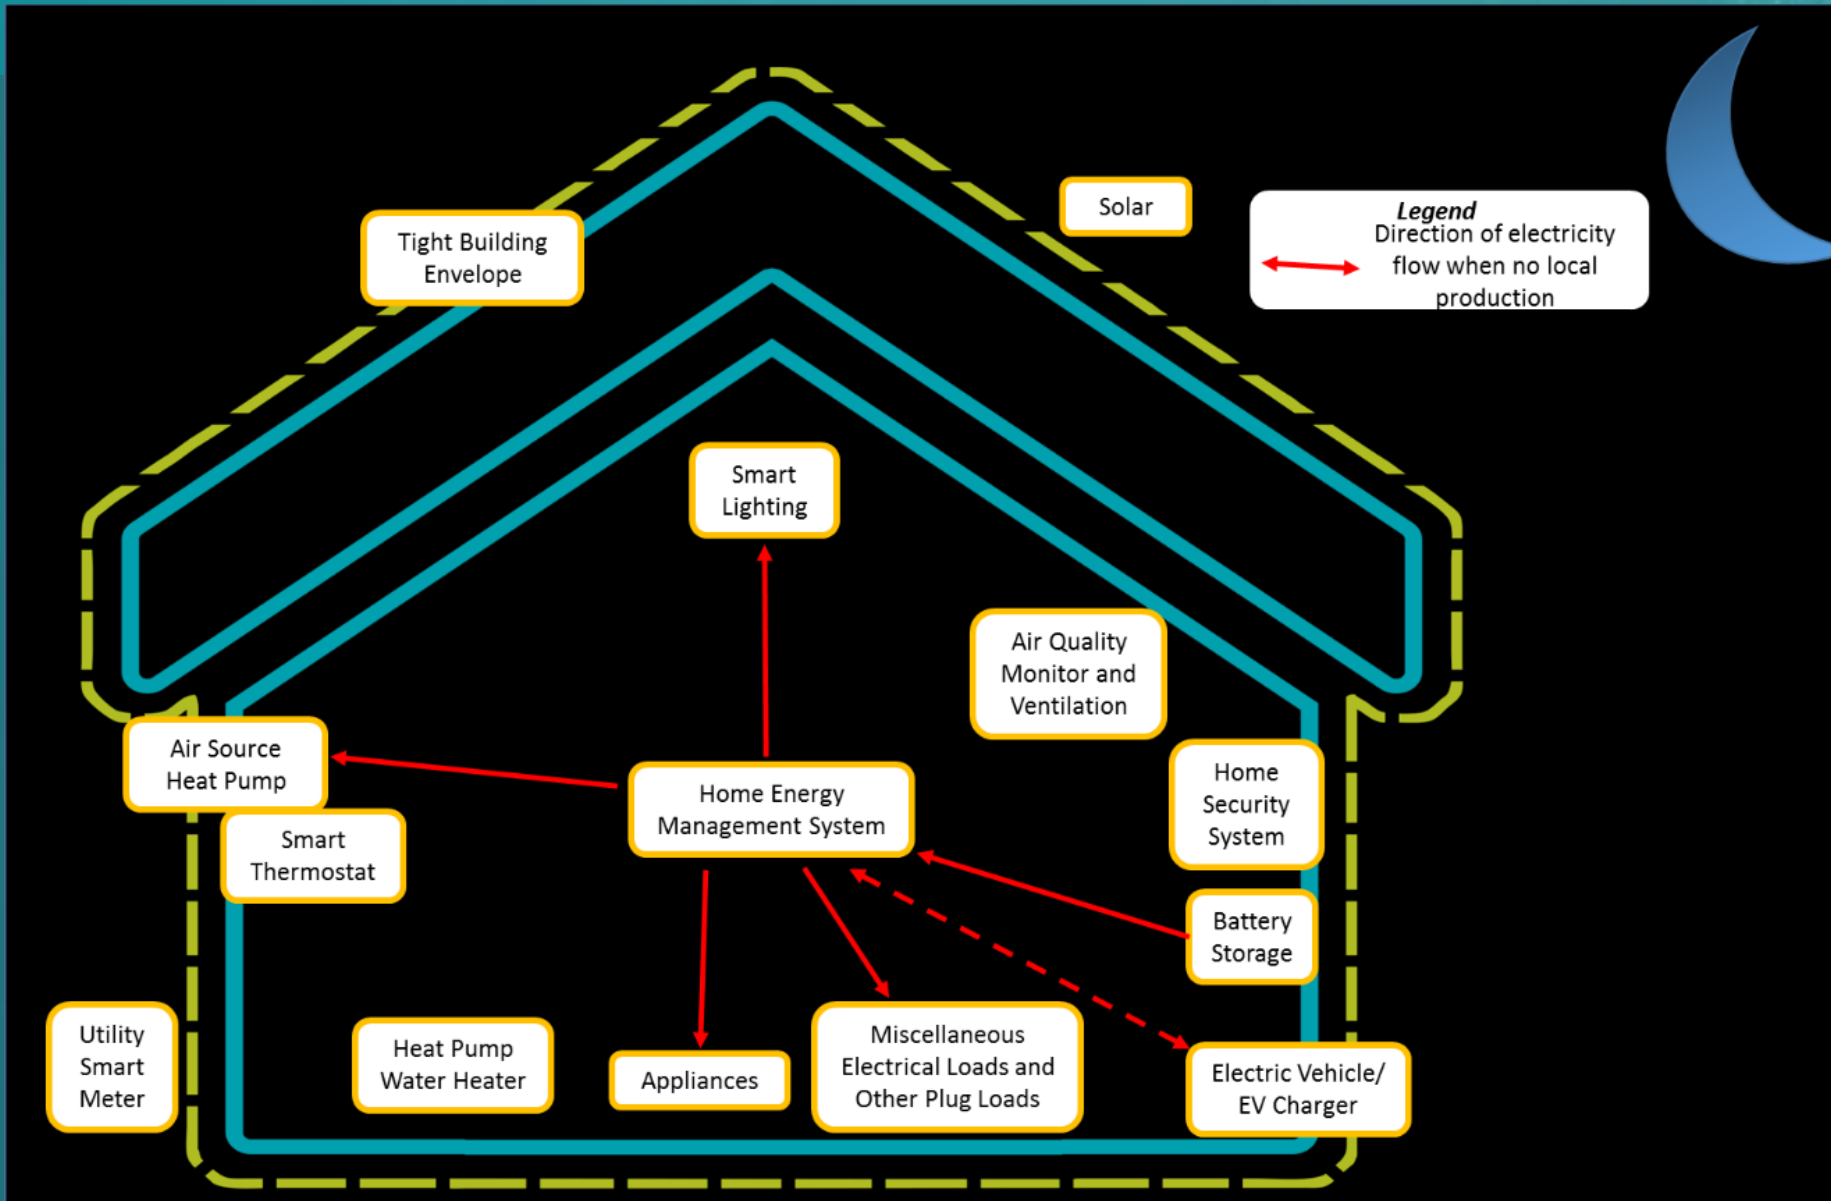 Solar
Legend
Direction of electricity
flow when no local
production
Tight Building
Envelope
Smart
Lighting
Air Quality
Monitor and
Ventilation
Air Source
Heat Pump
Home Energy
Management System
Home
Security
System
Smart
Thermostat
Battery
Storage
Utility
Smart
Meter
Heat Pump
Water Heater
Appliances
Miscellaneous
Electrical Loads and
Other Plug Loads
Electric Vehicle/
EV Charger